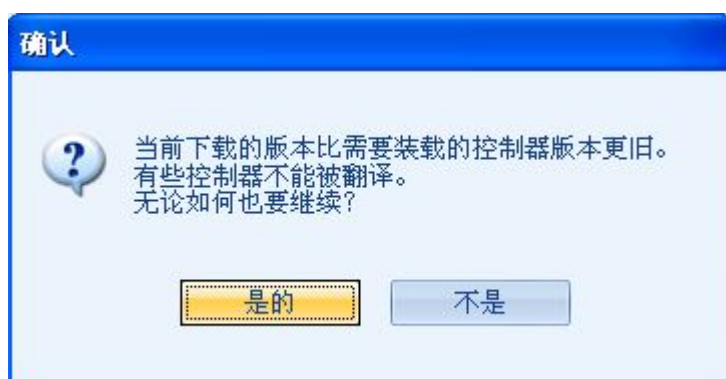 确认
当前下载的版本比需要装载的控制器版本更旧。
有些控制器不能被翻译。
无论如何也要继续？
是的
不是